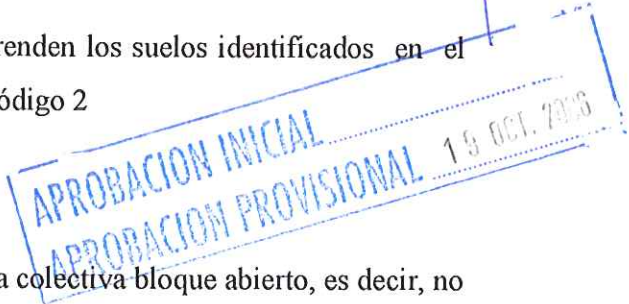 renden los suelos identificados en el
ódigo 2
APROBACION INICIAL
APROBACION PROVISIONAL 19 OCT.
a colectiva bloque abierto, es decir, no